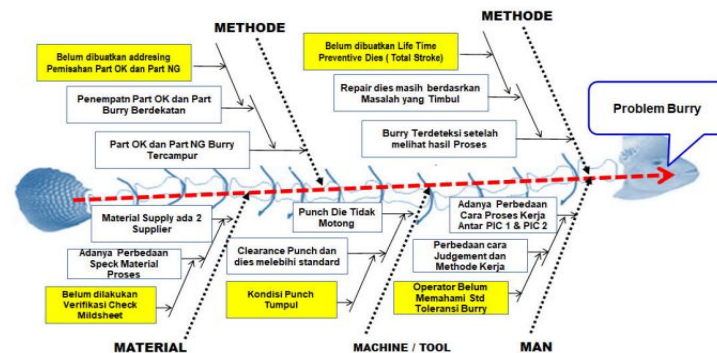 METHODE
METHODE
Belum dibuatkan addresing
Pemisahan Part OK dan Part NG
Penempatn Part OK dan Part
Burry Berdekatan
Part OK dan Part NG Burry
Tercampur
Belum dibuatkan Life Time
Preventive Dies ( Total Stroke)
Repair dies masih berdasrkan
Masalah yang Timbul
Burry Terdeteksi setelah
melihat hasil Proses
Problem Burry
Material Supply ada 2
Supplier
Adanya Perbedaan
Speck Material
Proses
Belum dilakukan
Verifikasi Check
Mildsheet
Punch Die Tidak
Motong
Clearance Punch dan
dies melebihi standard
Kondisi Punch
Tumpul
Adanya Perbedaan
Cara Proses Kerja
Antar PIC 1 & PIC 2
Perbedaan cara
Judgement dan
Methode Kerja
Operator Belum
Memahami Std
Toleransi Burry
MATERIAL
MACHINE / TOOL
MAN